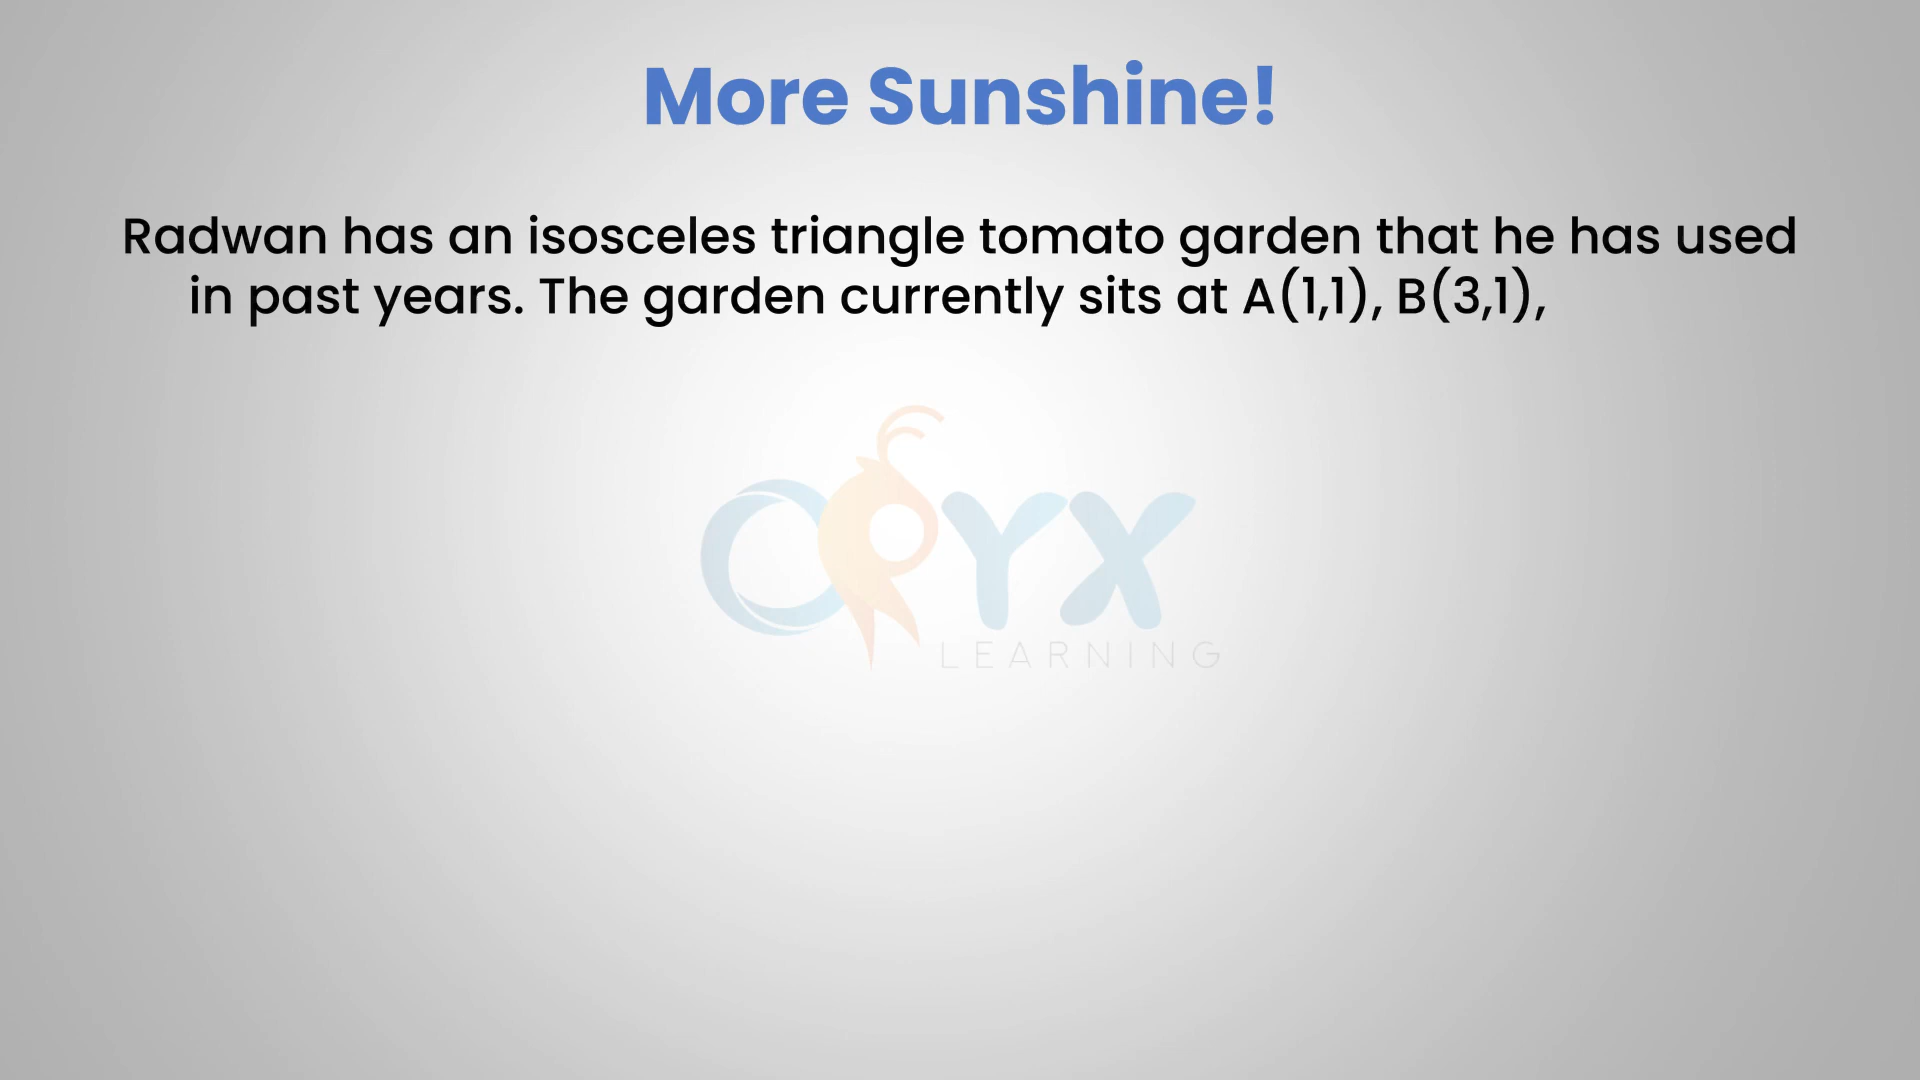 More Sunshine!
Radwan has an isosceles triangle tomato garden that he has used
in past years. The garden currently sits at A(1,1), B(3,1),
ORYX
LEARNING